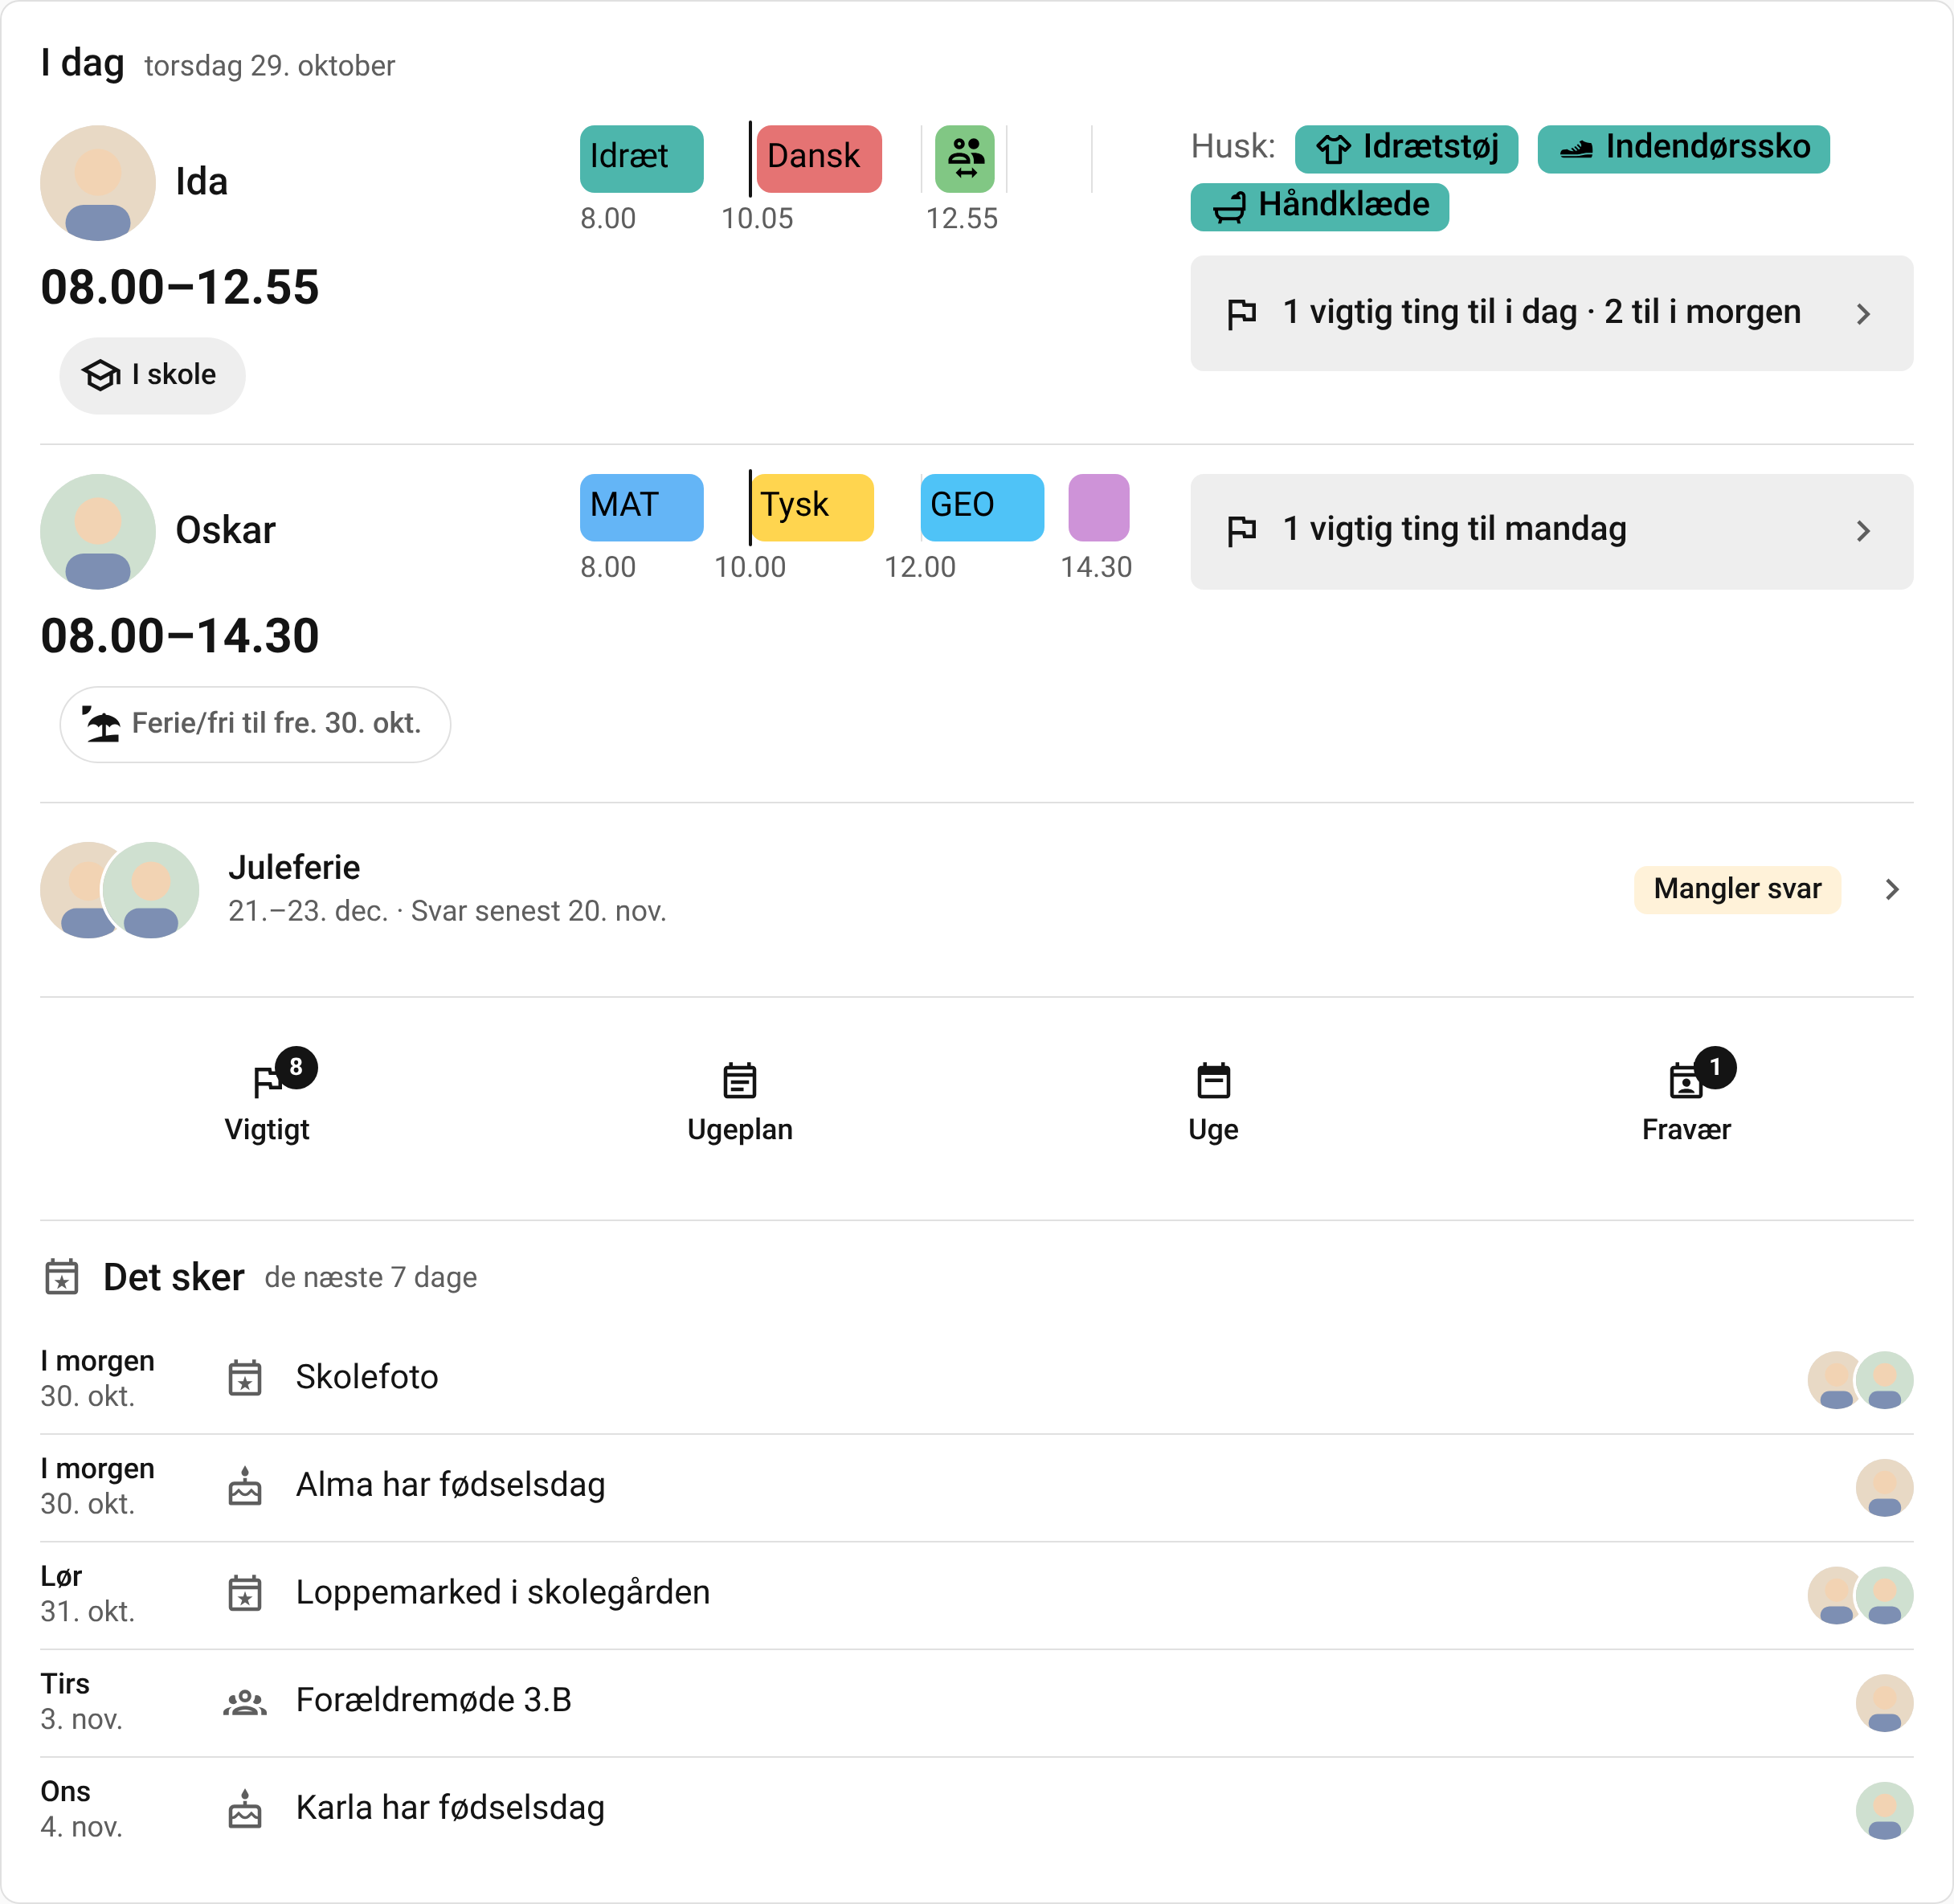 I dag torsdag 29. oktober
Ida
08.00–12.55
I skole
Idræt Dansk
8.00 10.05 12.55
Husk: Idrætstøj Indendørssko
Håndklæde
1 vigtig ting til i dag · 2 til i morgen
Oskar
08.00–14.30
Ferie/fri til fre. 30. okt.
MAT Tysk GEO
8.00 10.00 12.00 14.30
1 vigtig ting til mandag
Juleferie
21.–23. dec. · Svar senest 20. nov.
Mangler svar
8
Vigtigt
Ugeplan
Uge
1
Fravær
Det sker de næste 7 dage
I morgen
30. okt.
Skolefoto
I morgen
30. okt.
Alma har fødselsdag
Lør
31. okt.
Loppemarked i skolegården
Tirs
3. nov.
Forældremøde 3.B
Ons
4. nov.
Karla har fødselsdag